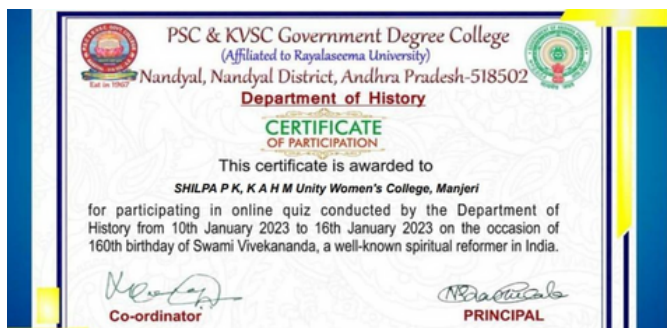 PSC & KVSC Government Degree College
(Affiliated to Rayalaseema University)
Est in 1967
Nandyal, Nandyal District, Andhra Pradesh-518502
Department of History
CERTIFICATE
OF PARTICIPATION
This certificate is awarded to
SHILPA P K, K A H M Unity Women's College, Manjeri
for participating in online quiz conducted by the Department of
History from 10th January 2023 to 16th January 2023 on the occasion of
160th birthday of Swami Vivekananda, a well-known spiritual reformer in India.
Co-ordinator
PRINCIPAL